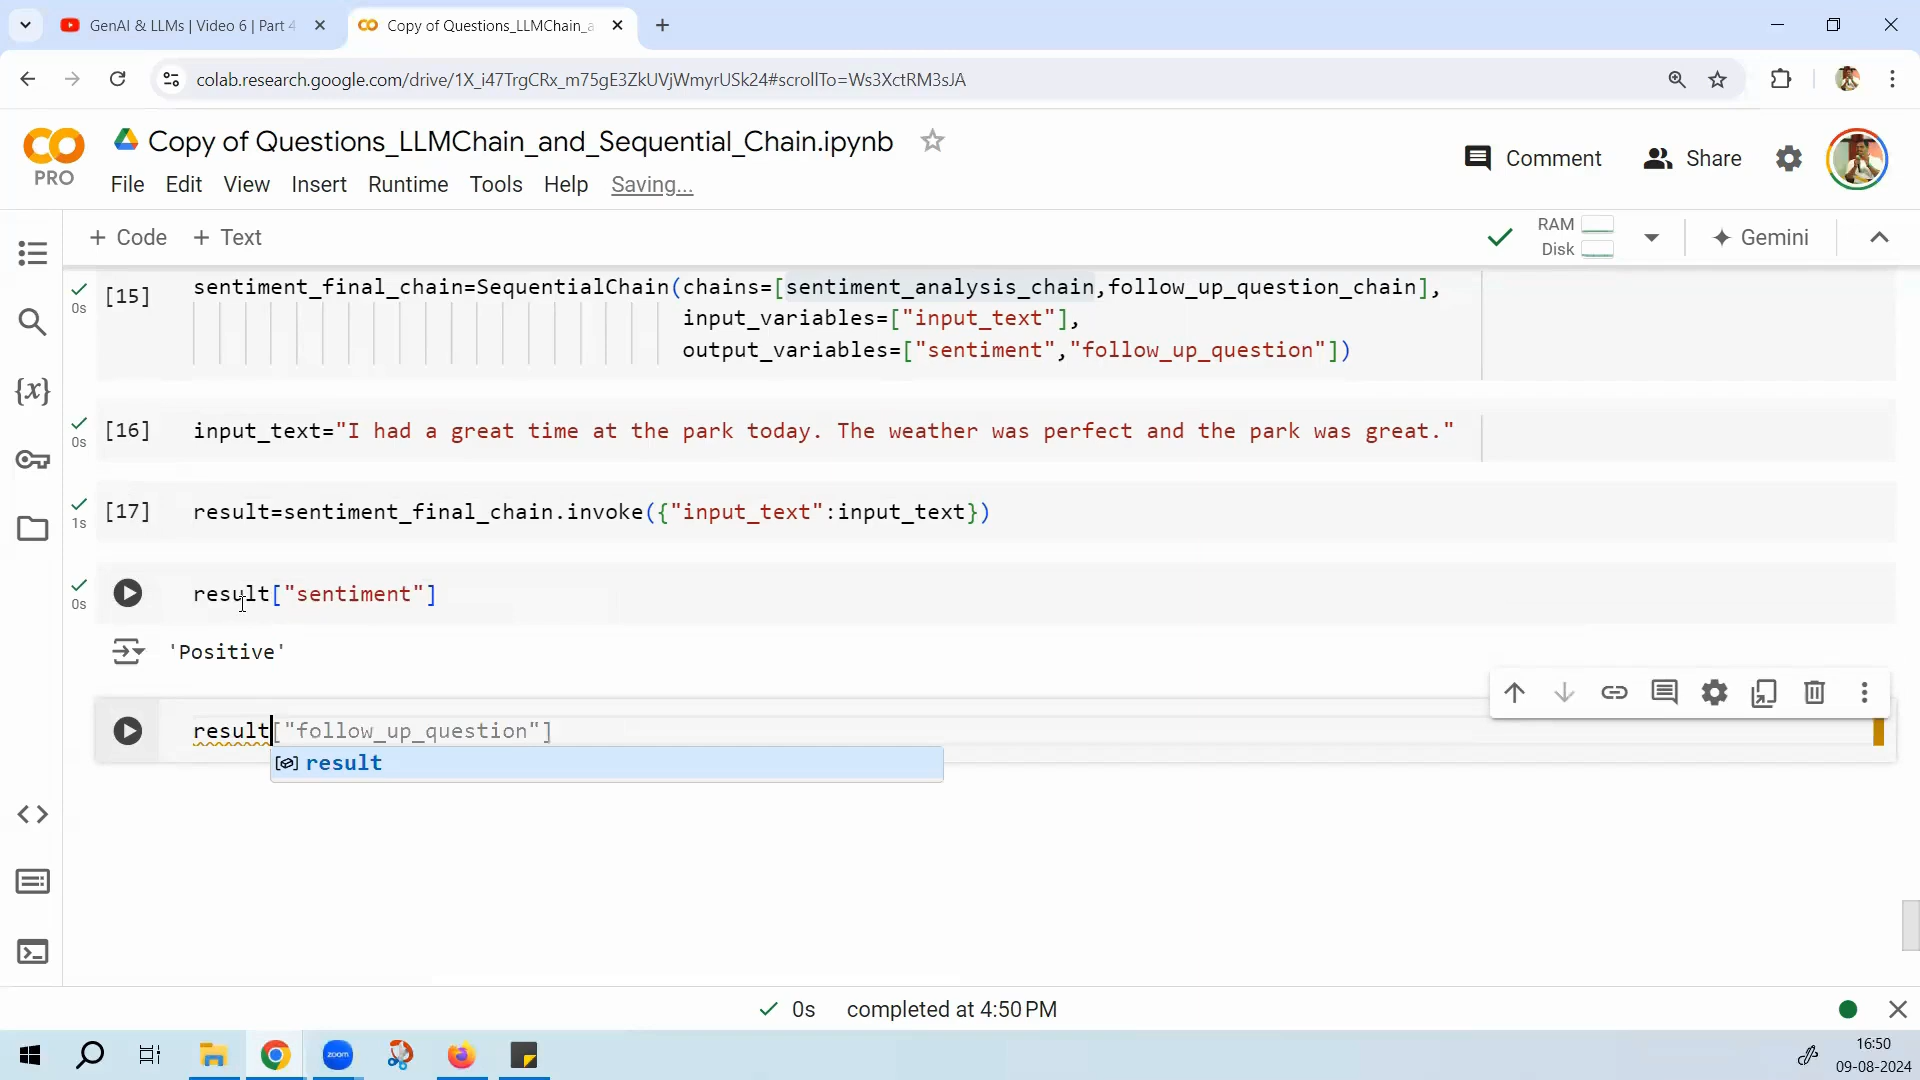 GenAI & LLMs | Video 6 | Part 4
Copy of Questions_LLMChain_a
colab.research.google.com/drive/1X_i47TrgCRx_m75gE3ZkUVjWmyrUSk24#scrollTo=Ws3XctRM3sJA
PRO
Copy of Questions_LLMChain_and_Sequential_Chain.ipynb
File Edit View Insert Runtime Tools Help Saving...
Comment Share
+ Code + Text
RAM
Disk
Gemini
[15] sentiment_final_chain=SequentialChain(chains=[sentiment_analysis_chain,follow_up_question_chain],
0s
input_variables=["input_text"],
output_variables=["sentiment","follow_up_question"])
[16] input_text="I had a great time at the park today. The weather was perfect and the park was great."
0s
[17] result=sentiment_final_chain.invoke({"input_text":input_text})
1s
result["sentiment"]
0s
'Positive'
result["follow_up_question"]
result
0s completed at 4:50 PM
zoom
16:50
09-08-2024